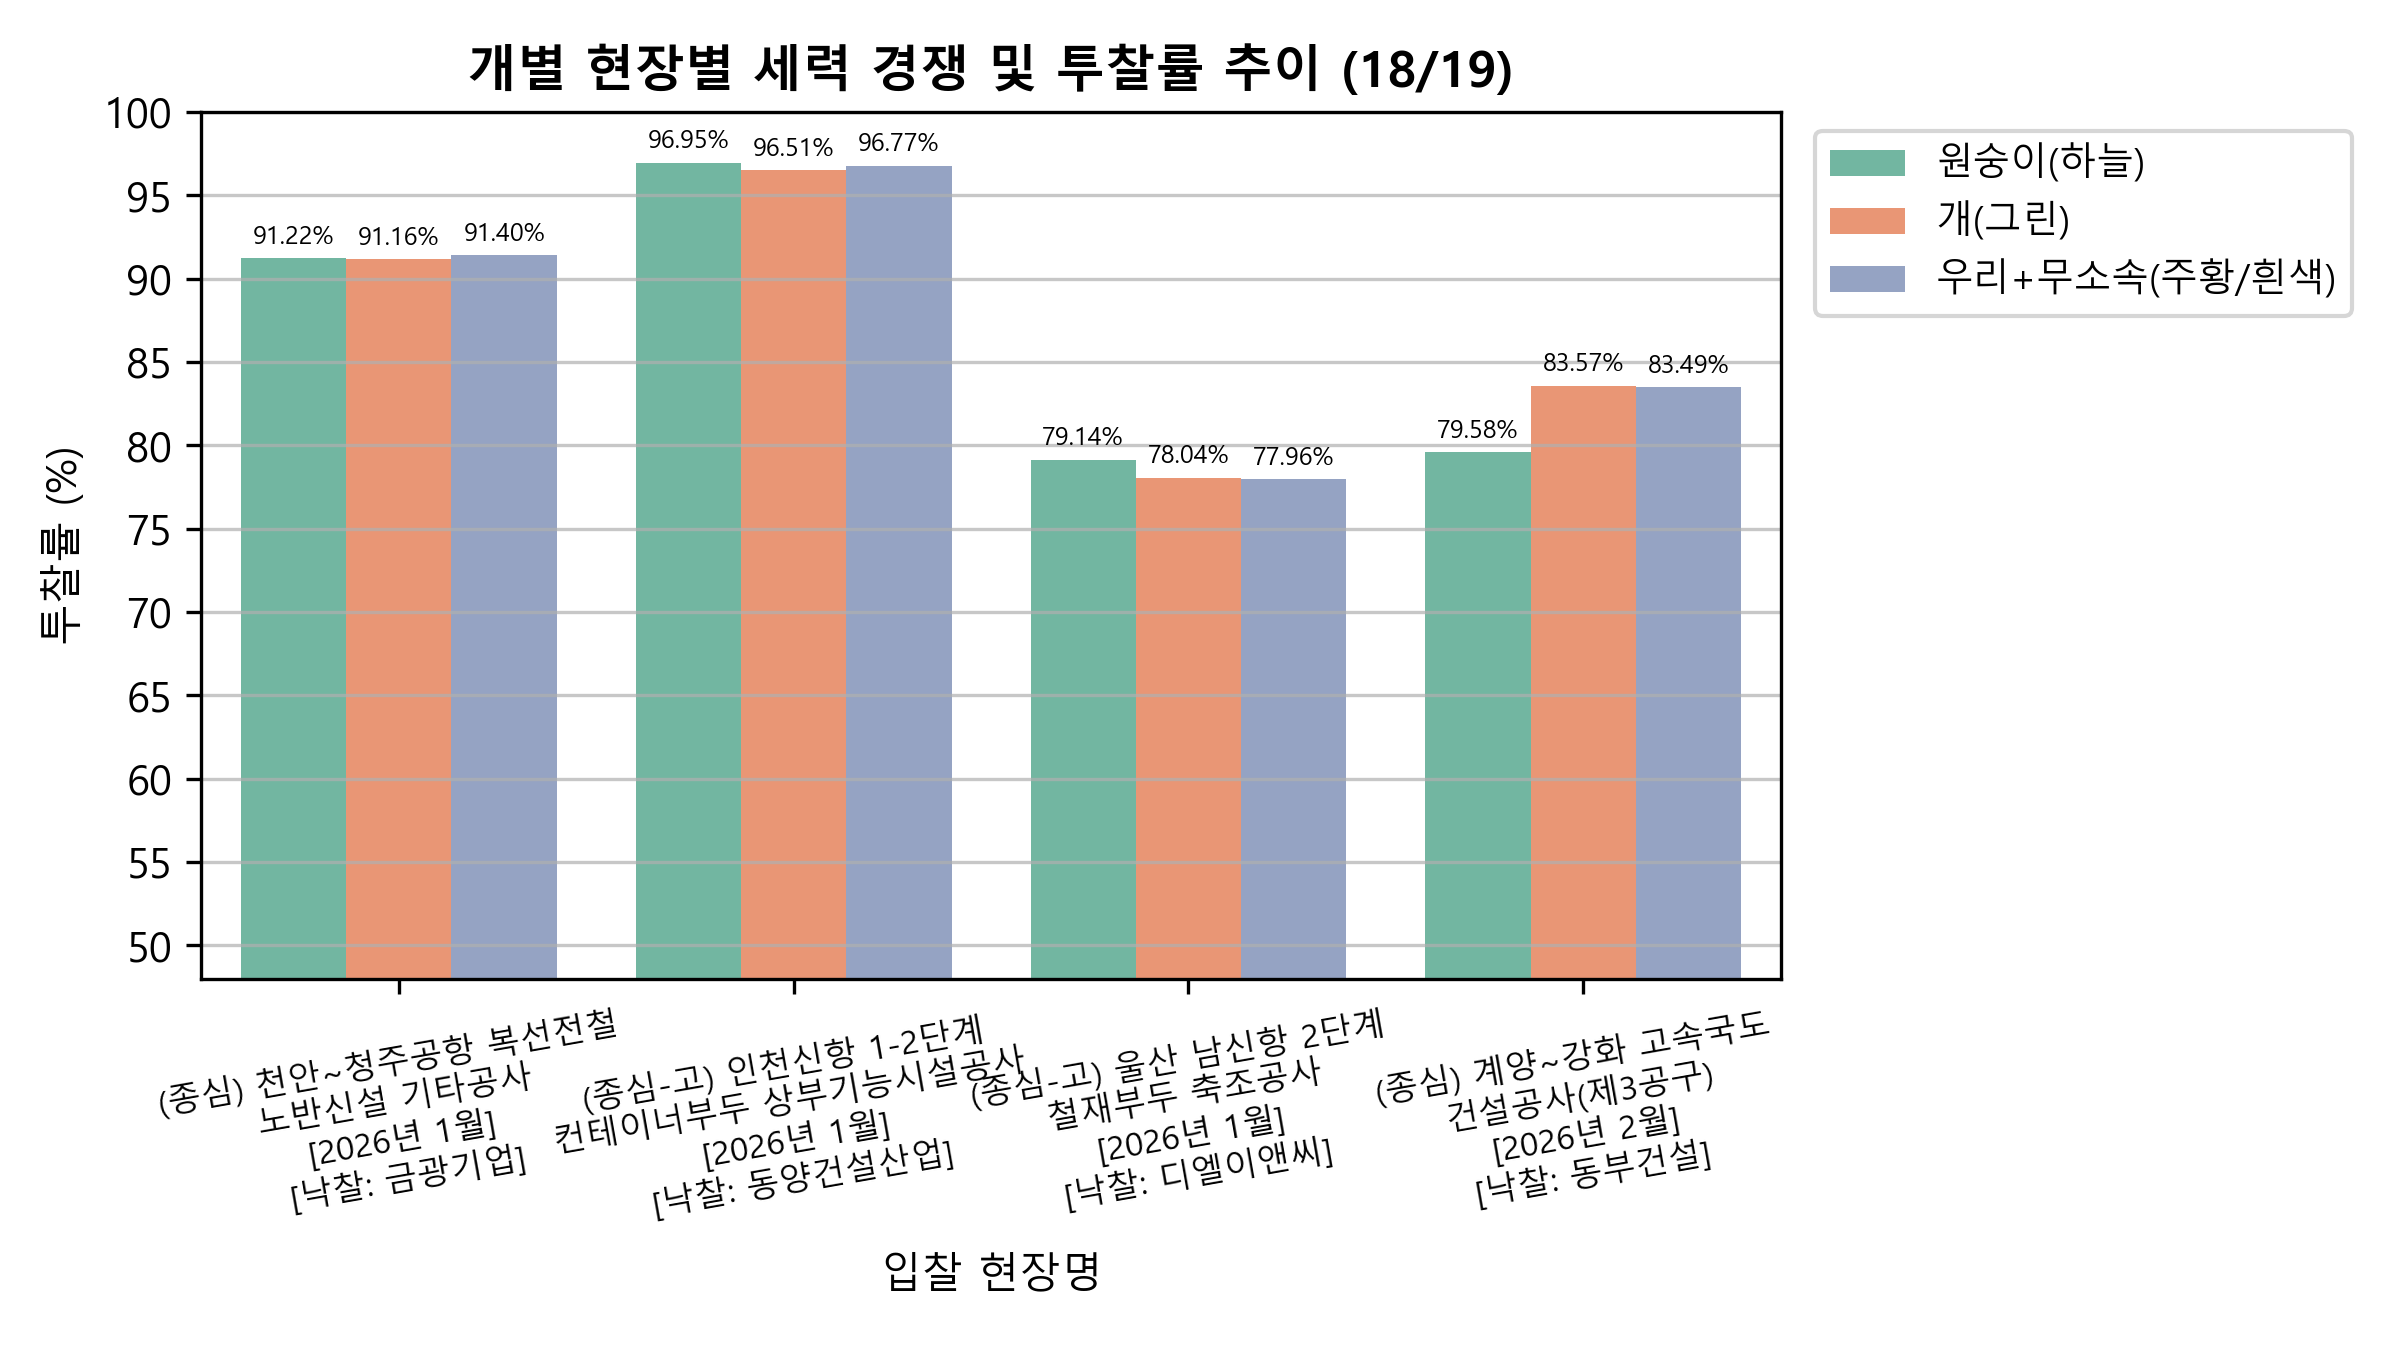 개별 현장별 세력 경쟁 및 투찰률 추이 (18/19)
투찰률 (%)
100
95
90
85
80
75
70
65
60
55
50
91.22%
91.16%
91.40%
96.95%
96.51%
96.77%
79.14%
78.04%
77.96%
79.58%
83.57%
83.49%
원숭이(하늘)
개(그린)
우리+무소속(주황/흰색)
(종심) 천안~청주공항 복선전철
노반신설 기타공사
[2026년 1월]
[낙찰: 금광기업]
(종심-고) 인천신항 1-2단계
컨테이너부두 상부기능시설공사
[2026년 1월]
[낙찰: 동양건설산업]
(종심-고) 울산 남신항 2단계
철재부두 축조공사
[2026년 1월]
[낙찰: 디엘이앤씨]
(종심) 계양~강화 고속국도
건설공사(제3공구)
[2026년 2월]
[낙찰: 동부건설]
입찰 현장명